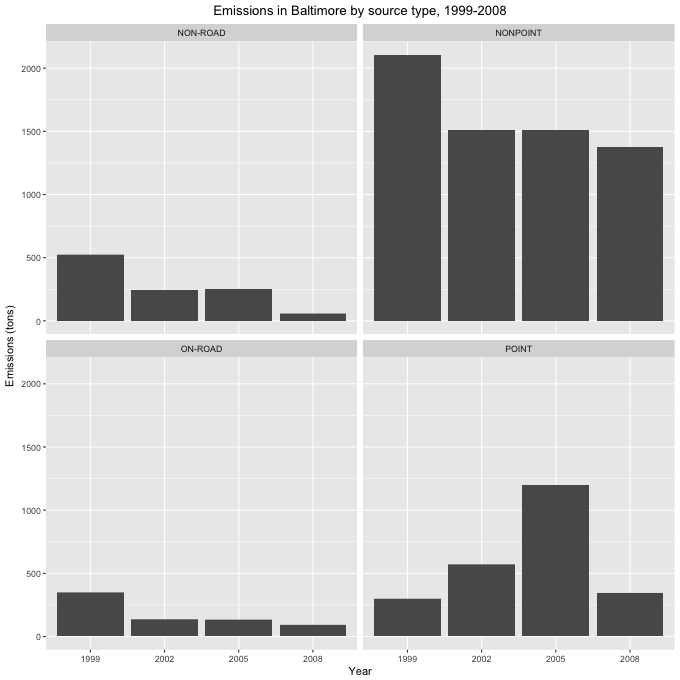 Emissions in Baltimore by source type, 1999-2008
NON-ROAD
NONPOINT
2000
1500
1000
500
0
Emissions (tons)
ON-ROAD
POINT
2000
1500
1000
500
0
1999 2002 2005 2008
1999 2002 2005 2008
Year